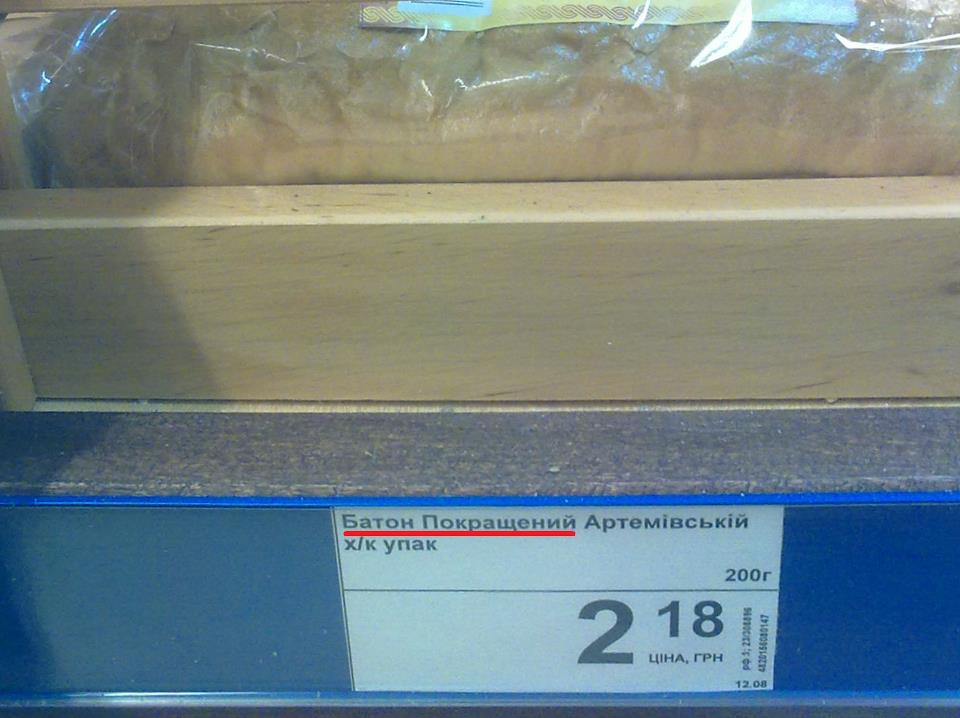 Батон Покращений Артемівській
х/к упак
200г
2 18
ЦІНА, ГРН
12.08